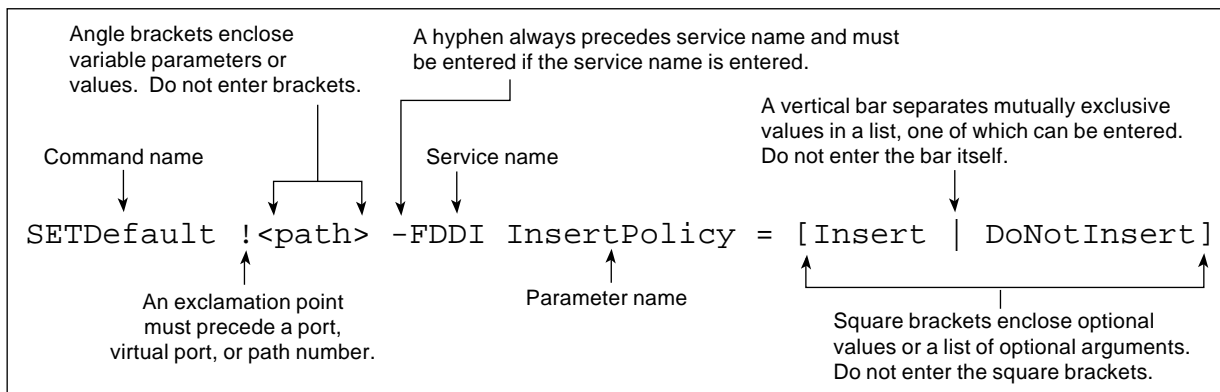 Angle brackets enclose
variable parameters or
values. Do not enter brackets.
A hyphen always precedes service name and must
be entered if the service name is entered.
A vertical bar separates mutually exclusive
values in a list, one of which can be entered.
Do not enter the bar itself.
Command name
Service name
SETDefault !<path> -FDDI InsertPolicy = [Insert | DoNotInsert]
An exclamation point
must precede a port,
virtual port, or path number.
Parameter name
Square brackets enclose optional
values or a list of optional arguments.
Do not enter the square brackets.